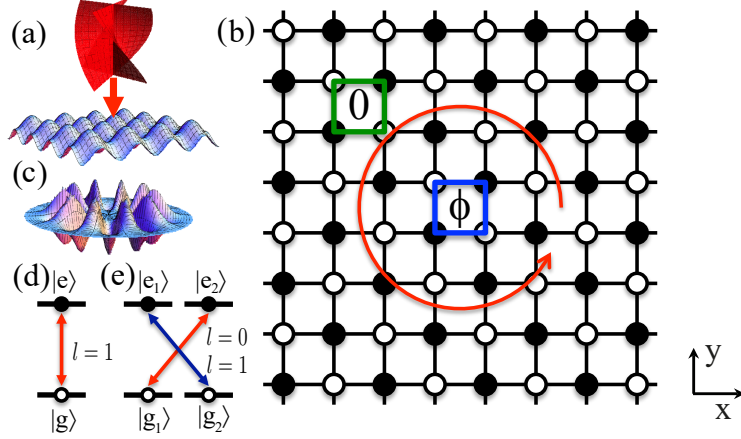 (a)
(b)
0
(c)
ϕ
(d)
|e⟩
(e)
|e₁⟩
|e₂⟩
l = 1
l = 0
l = 1
|g⟩
|g₁⟩
|g₂⟩
y
x